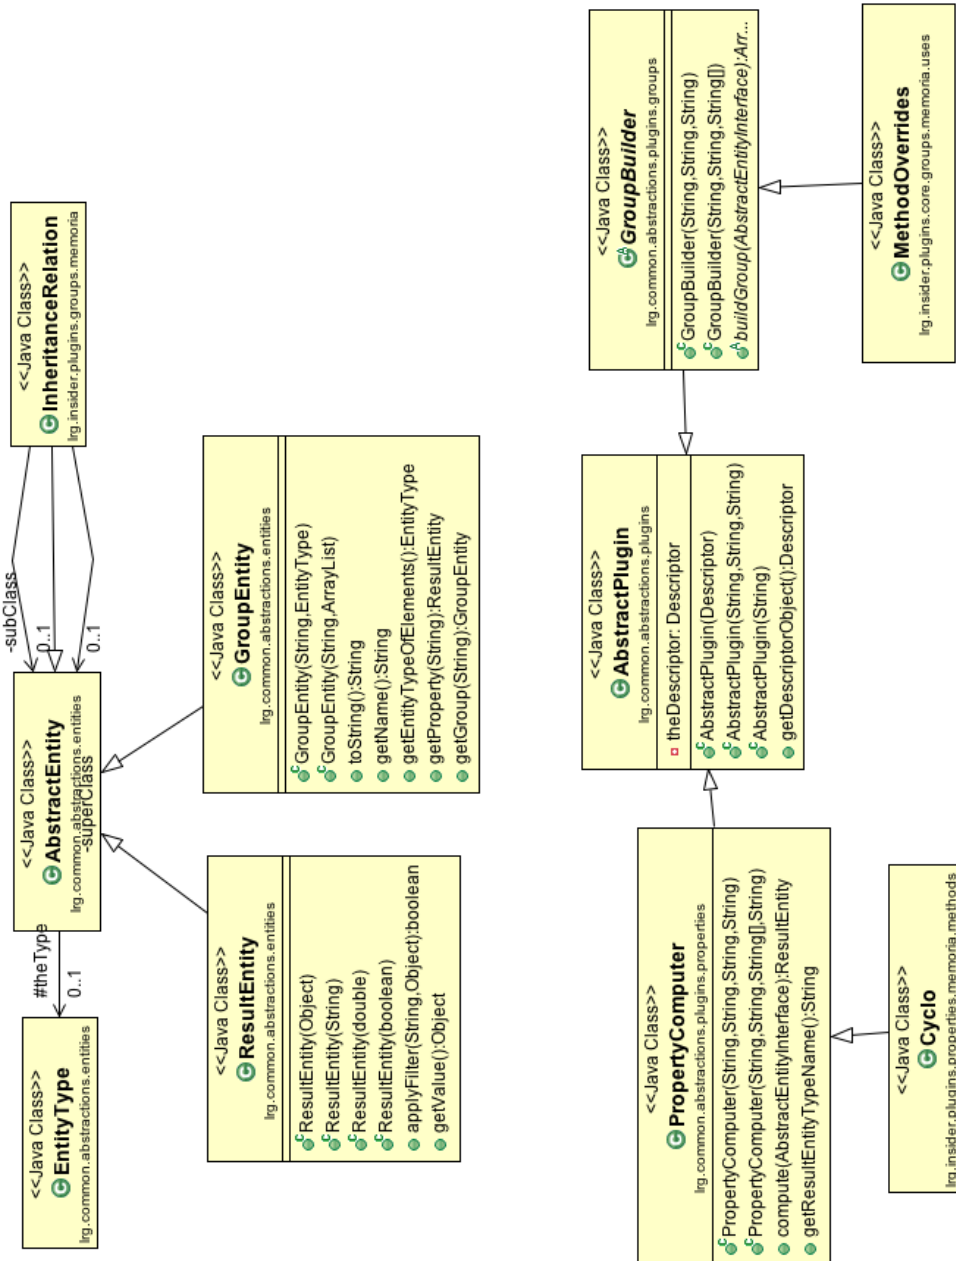 <<Java Class>>
EntityType
lrg.common.abstractions.entities
#theType
0..1
<<Java Class>>
AbstractEntity
lrg.common.abstractions.entities
-superClass
-subClass
0..1
0..1
<<Java Class>>
InheritanceRelation
lrg.insider.plugins.groups.memoria
<<Java Class>>
ResultEntity
lrg.common.abstractions.entities
ResultEntity(Object)
ResultEntity(String)
ResultEntity(double)
ResultEntity(boolean)
applyFilter(String,Object):boolean
getValue():Object
<<Java Class>>
GroupEntity
lrg.common.abstractions.entities
GroupEntity(String,EntityType)
GroupEntity(String,ArrayList)
toString():String
getName():String
getEntityTypeOfElements():EntityType
getProperty(String):ResultEntity
getGroup(String):GroupEntity
<<Java Class>>
PropertyComputer
lrg.common.abstractions.plugins.properties
PropertyComputer(String,String,String,String)
PropertyComputer(String,String,String[],String)
compute(AbstractEntityInterface):ResultEntity
getResultEntityTypeName():String
<<Java Class>>
AbstractPlugin
lrg.common.abstractions.plugins
theDescriptor: Descriptor
AbstractPlugin(Descriptor)
AbstractPlugin(String,String,String)
AbstractPlugin(String)
getDescriptorObject():Descriptor
<<Java Class>>
GroupBuilder
lrg.common.abstractions.plugins.groups
GroupBuilder(String,String,String)
GroupBuilder(String,String,String[])
buildGroup(AbstractEntityInterface):Arr...
<<Java Class>>
Cyclo
lrg.insider.plugins.properties.memoria.methods
<<Java Class>>
MethodOverrides
lrg.insider.plugins.core.groups.memoria.uses